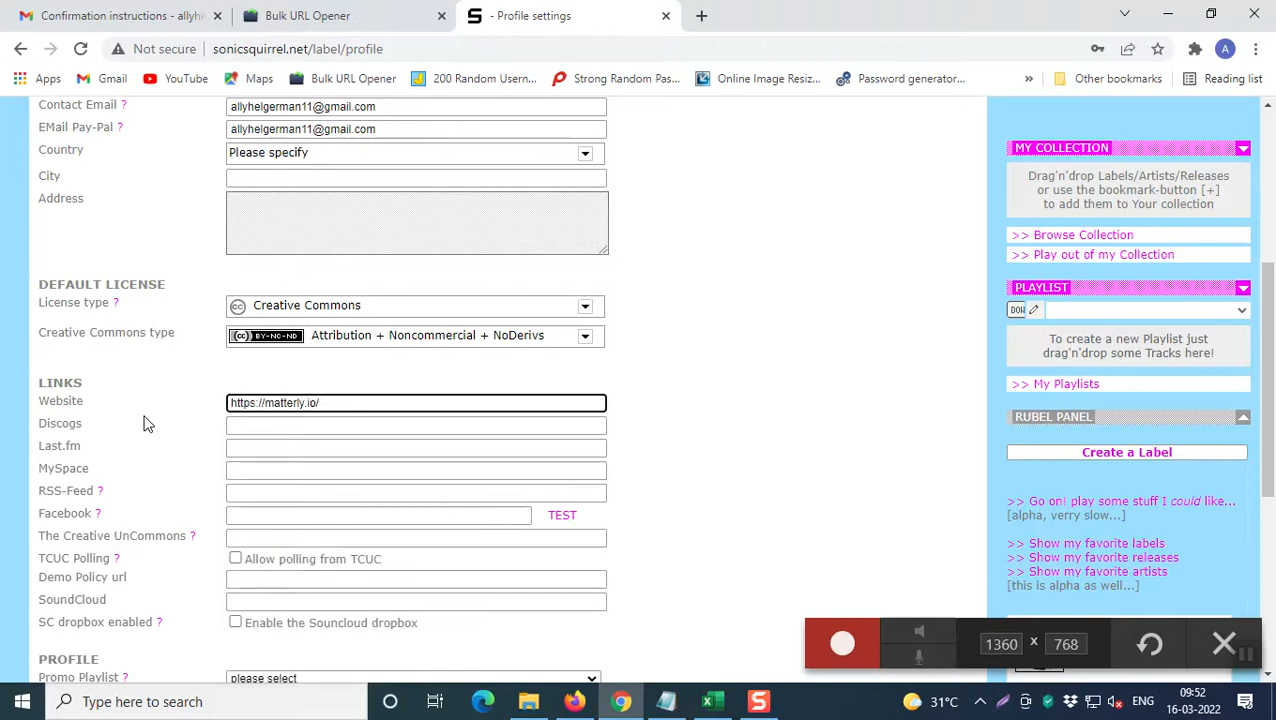 Confirmation instructions - allyh
Bulk URL Opener
- Profile settings
Not secure
sonicsquirrel.net/label/profile
A
Apps
Gmail
YouTube
Maps
Bulk URL Opener
200 Random Usern...
Strong Random Pas...
Online Image Resiz...
Password generator...
»
Other bookmarks
Reading list
Contact Email ?
allyhelgerman11@gmail.com
EMail Pay-Pal ?
allyhelgerman11@gmail.com
Country
Please specify
City
Address
DEFAULT LICENSE
License type ?
Creative Commons
Creative Commons type
BY-NC-ND
Attribution + Noncommercial + NoDerivs
LINKS
Website
https://matterly.io/
Discogs
Last.fm
MySpace
RSS-Feed ?
Facebook ?
TEST
The Creative UnCommons ?
TCUC Polling ?
Allow polling from TCUC
Demo Policy url
SoundCloud
SC dropbox enabled ?
Enable the Souncloud dropbox
PROFILE
Promo Playlist ?
please select
MY COLLECTION
Drag'n'drop Labels/Artists/Releases
or use the bookmark-button [+]
to add them to Your collection
>> Browse Collection
>> Play out of my Collection
PLAYLIST
To create a new Playlist just
drag'n'drop some Tracks here!
>> My Playlists
RUBEL PANEL
Create a Label
>> Go on! play some stuff I could like...
[alpha, verry slow...]
>> Show my favorite labels
>> Show my favorite releases
>> Show my favorite artists
[this is alpha as well...]
1360 x 768
Type here to search
31°C
ENG
09:52
16-03-2022